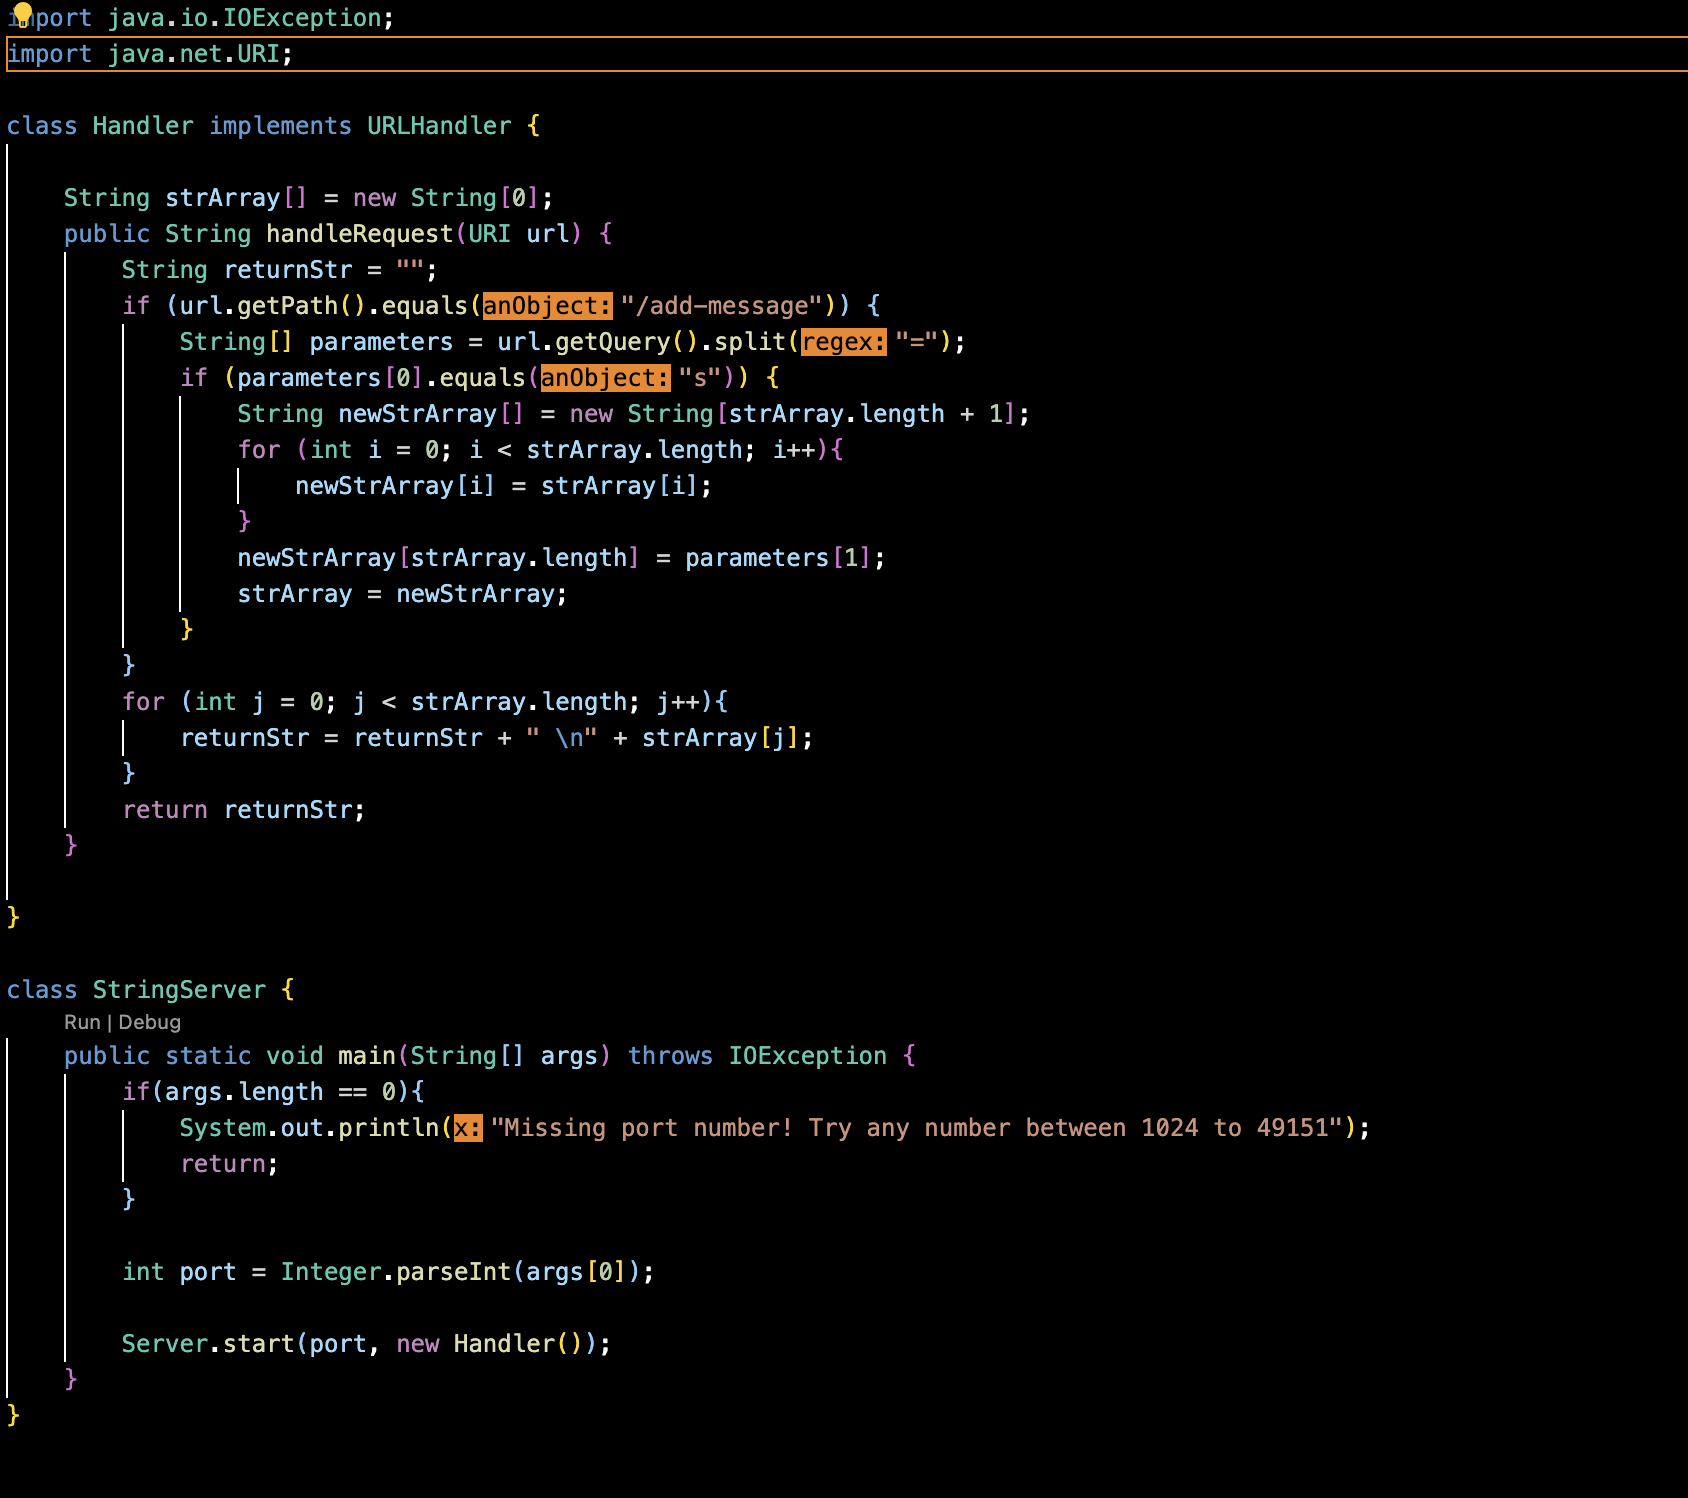 import java.io.IOException;
import java.net.URI;
class Handler implements URLHandler {
String strArray[] = new String[0];
public String handleRequest(URI url) {
String returnStr = "";
if (url.getPath().equals(anObject: "/add-message")) {
String[] parameters = url.getQuery().split(regex: "=");
if (parameters[0].equals(anObject: "s")) {
String newStrArray[] = new String[strArray.length + 1];
for (int i = 0; i < strArray.length; i++){
newStrArray[i] = strArray[i];
}
newStrArray[strArray.length] = parameters[1];
strArray = newStrArray;
}
}
for (int j = 0; j < strArray.length; j++){
returnStr = returnStr + " \n" + strArray[j];
}
return returnStr;
}
}
class StringServer {
Run | Debug
public static void main(String[] args) throws IOException {
if(args.length == 0){
System.out.println(x: "Missing port number! Try any number between 1024 to 49151");
return;
}
int port = Integer.parseInt(args[0]);
Server.start(port, new Handler());
}
}